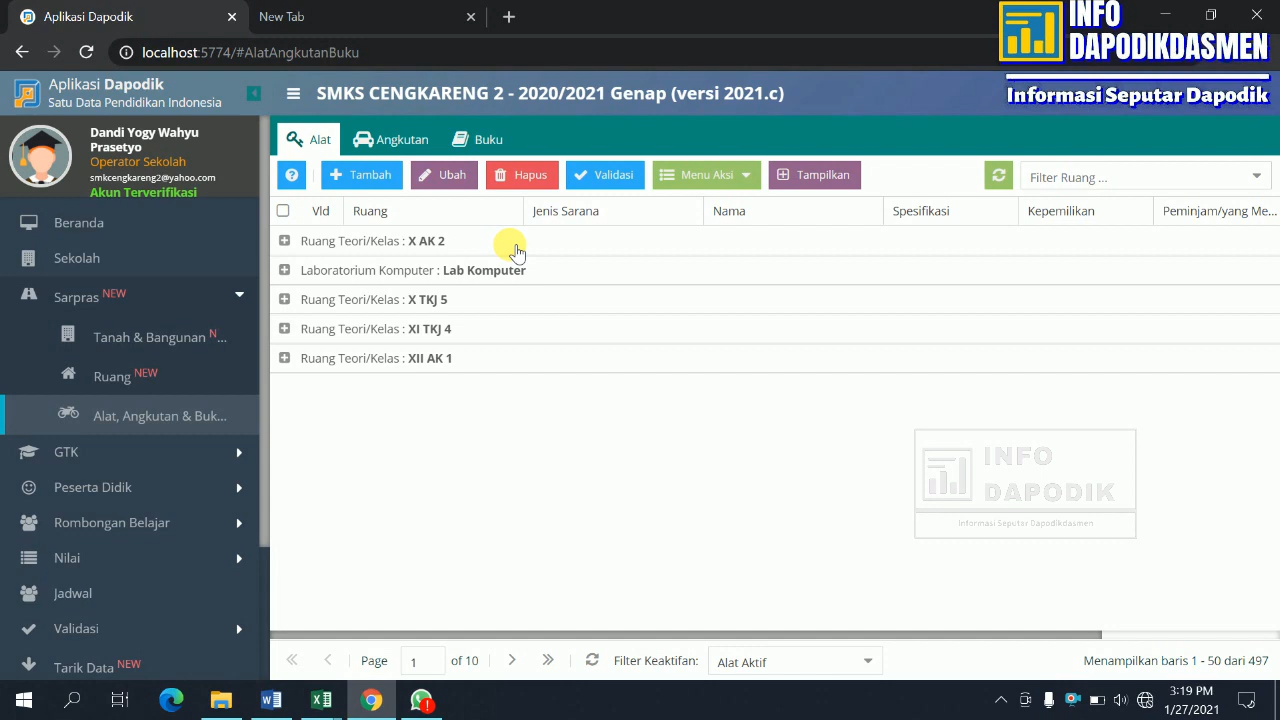 Aplikasi Dapodik
New Tab
localhost:5774/#AlatAngkutanBuku
INFO
DAPODIKDASMEN
Informasi Seputar Dapodik
Aplikasi Dapodik
Satu Data Pendidikan Indonesia
SMKS CENGKARENG 2 - 2020/2021 Genap (versi 2021.c)
Dandi Yogy Wahyu
Prasetyo
Operator Sekolah
smkcengkareng2@yahoo.com
Akun Terverifikasi
Beranda
Sekolah
Sarpras NEW
Tanah & Bangunan N...
Ruang NEW
Alat, Angkutan & Buk...
GTK
Peserta Didik
Rombongan Belajar
Nilai
Jadwal
Validasi
Tarik Data NEW
Alat Angkutan Buku
Tambah Ubah Hapus Validasi Menu Aksi Tampilkan Filter Ruang ...
Vld Ruang Jenis Sarana Nama Spesifikasi Kepemilikan Peminjam/yang Me...
Ruang Teori/Kelas : X AK 2
Laboratorium Komputer : Lab Komputer
Ruang Teori/Kelas : X TKJ 5
Ruang Teori/Kelas : XI TKJ 4
Ruang Teori/Kelas : XII AK 1
INFO
DAPODIK
Informasi Seputar Dapodikdasmen
Page 1 of 10 Filter Keaktifan: Alat Aktif Menampilkan baris 1 - 50 dari 497
3:19 PM
1/27/2021